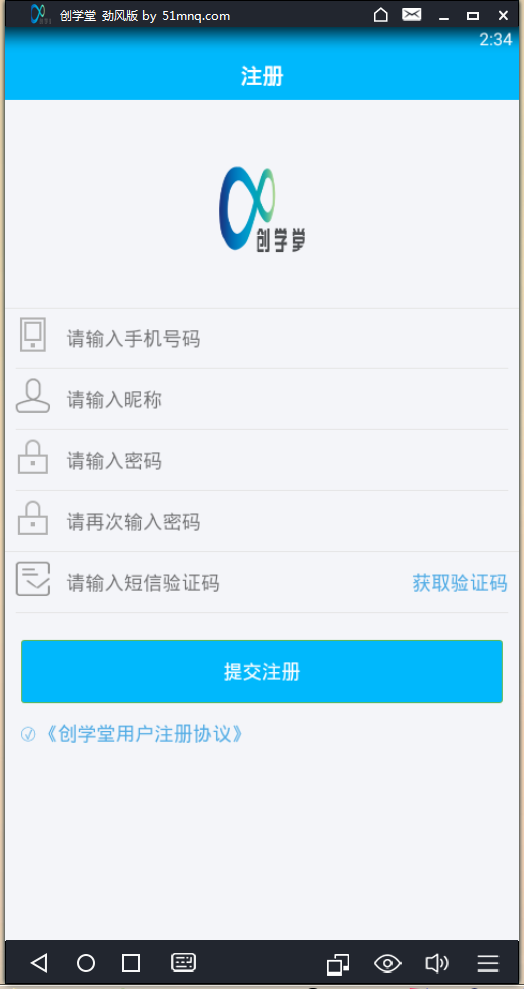 创学堂 劲风版 by 51mnq.com
2:34
注册
创学堂
请输入手机号码
请输入昵称
请输入密码
请再次输入密码
请输入短信验证码 获取验证码
提交注册
《创学堂用户注册协议》